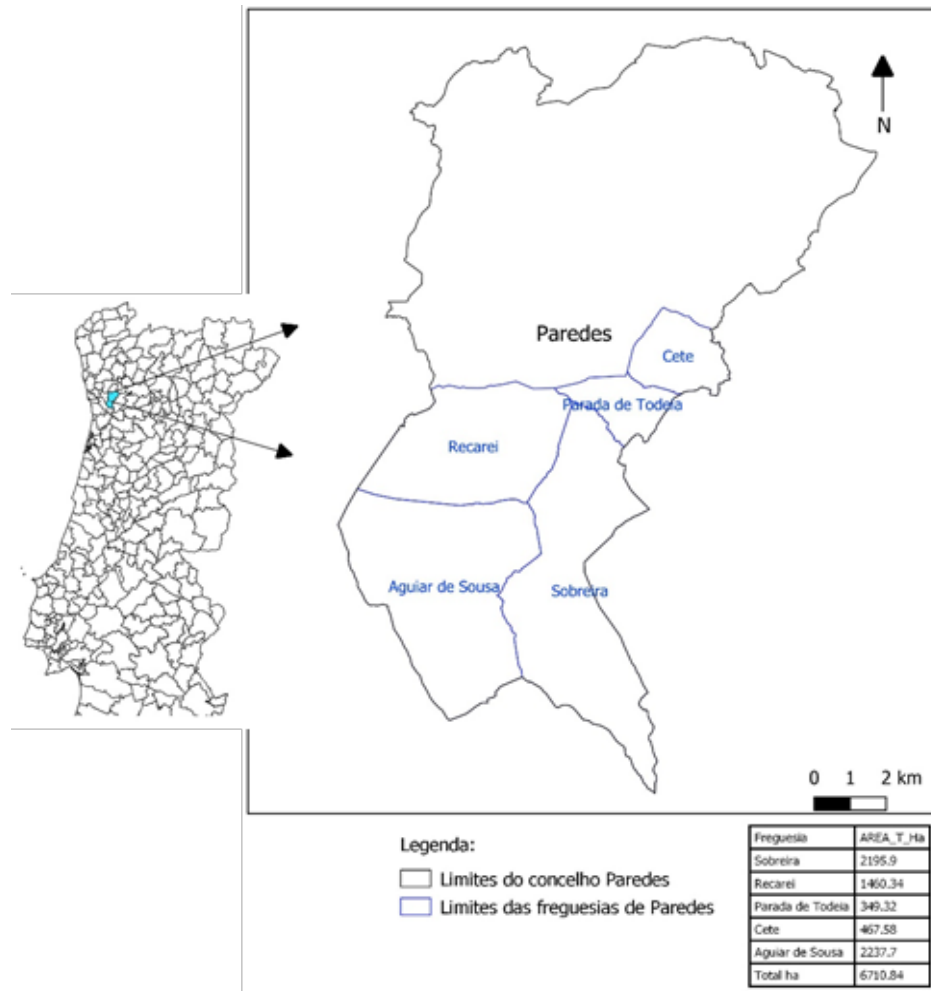 N
Paredes
Cete
Parada de Todeia
Recarei
Aguiar de Sousa
Sobreira
0 1 2 km
Legenda:
Limites do concelho Paredes
Limites das freguesias de Paredes
Freguesia AREA_T_Ha
Sobreira 2195.9
Recarei 1460.34
Parada de Todeia 349.32
Cete 467.58
Aguiar de Sousa 2237.7
Total ha 6710.84